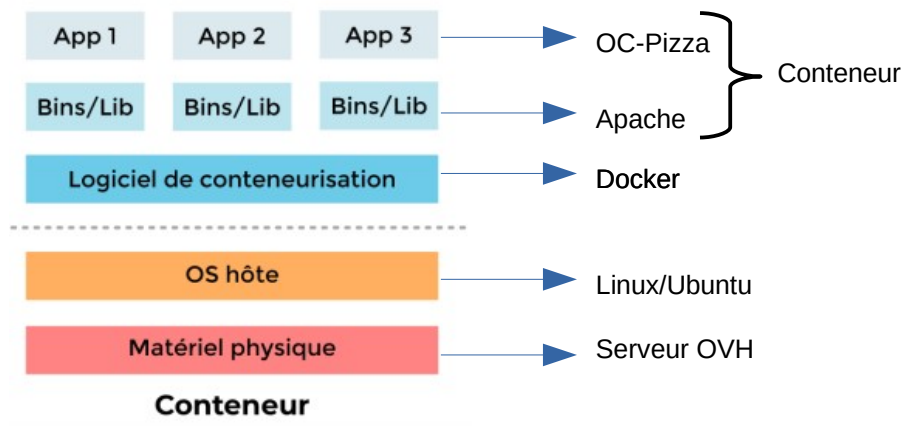 App 1 App 2 App 3 OC-Pizza
Conteneur
Bins/Lib Bins/Lib Bins/Lib Apache
Logiciel de conteneurisation Docker
OS hôte Linux/Ubuntu
Matériel physique Serveur OVH
Conteneur